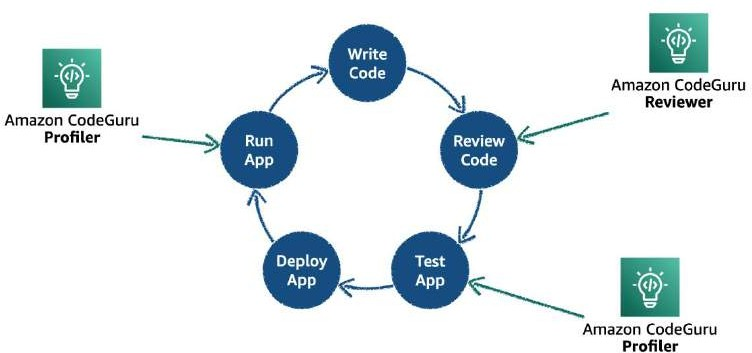 Write
Code
Amazon CodeGuru
Reviewer
Amazon CodeGuru
Profiler
Run
App
Review
Code
Deploy
App
Test
App
Amazon CodeGuru
Profiler